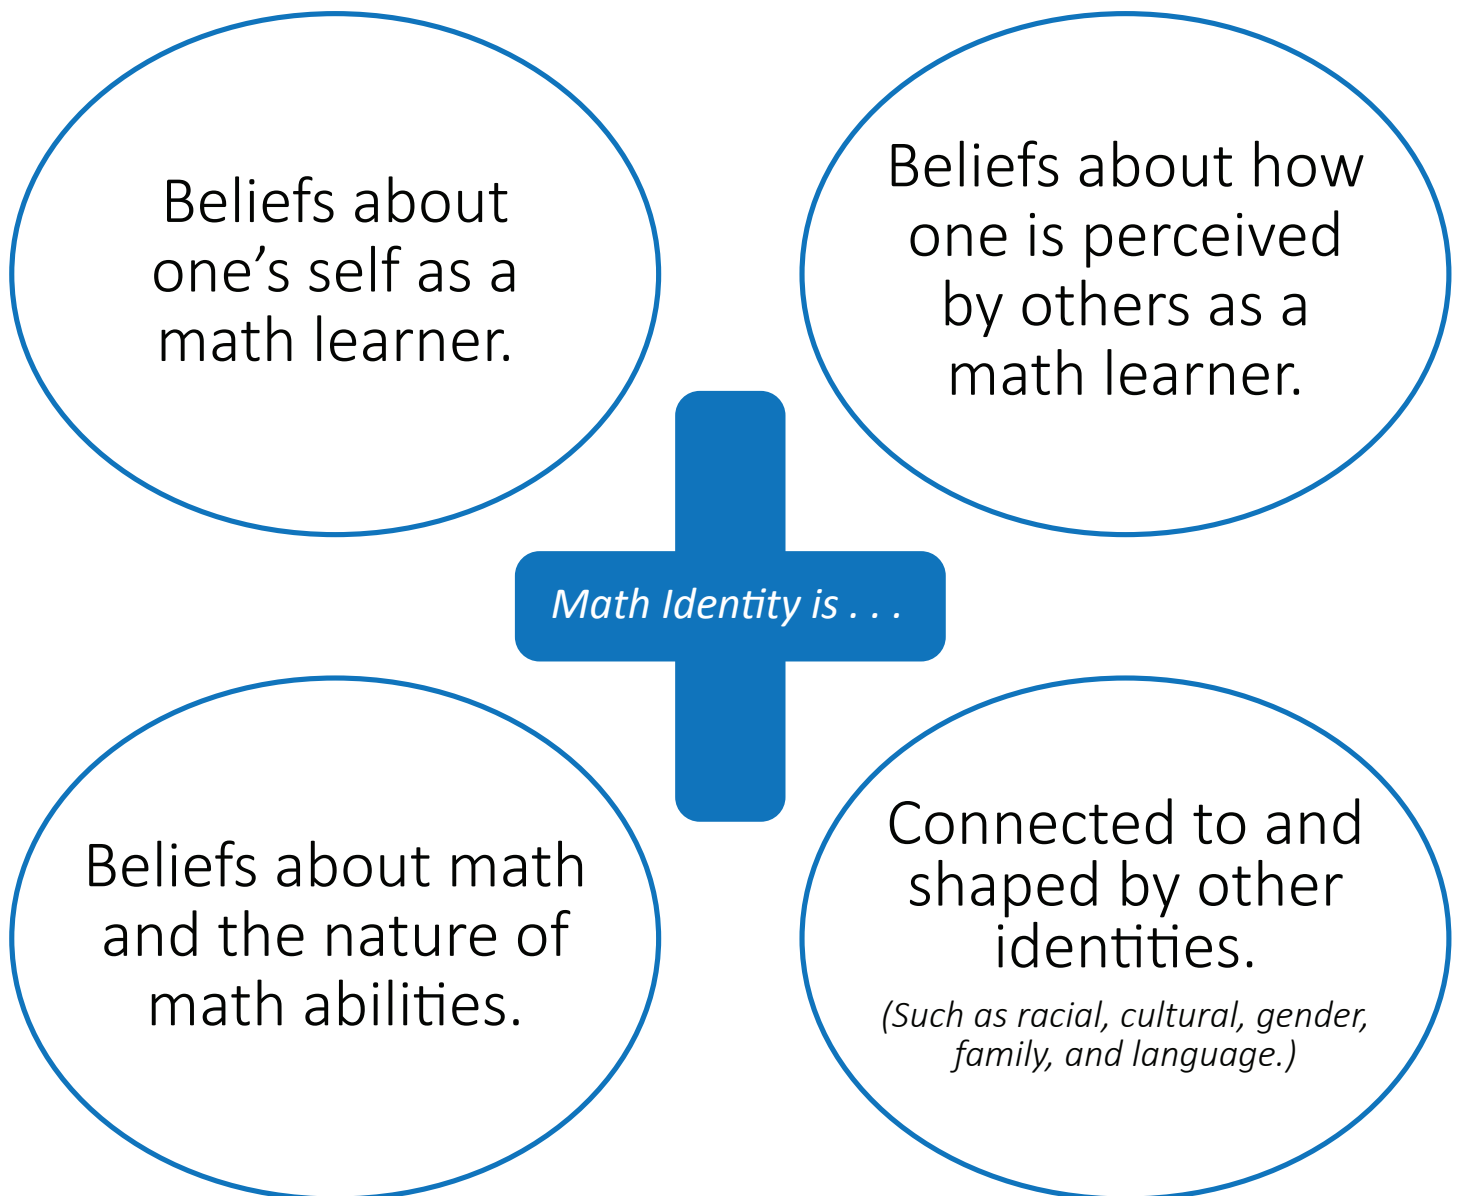 Beliefs about
one’s self as a
math learner.
Beliefs about how
one is perceived
by others as a
math learner.
Math Identity is . . .
Beliefs about math
and the nature of
math abilities.
Connected to and
shaped by other
identities.
(Such as racial, cultural, gender,
family, and language.)